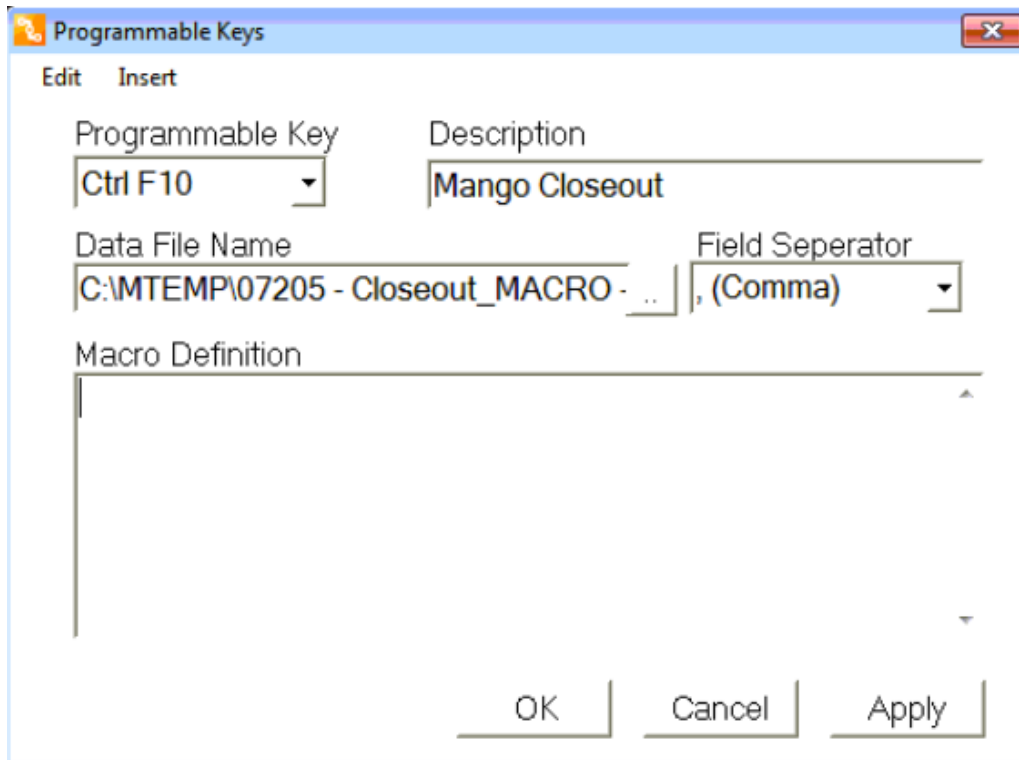 Programmable Keys
Edit Insert
Programmable Key Description
Ctrl F10 Mango Closeout
Data File Name Field Seperator
C:\MTEMP\07205 - Closeout_MACRO - .. , (Comma)
Macro Definition
OK Cancel Apply